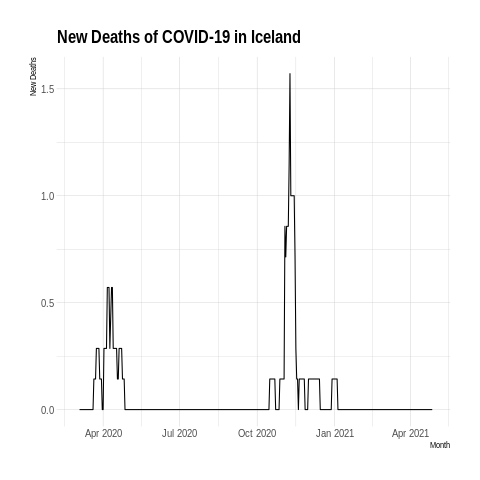 New Deaths of COVID-19 in Iceland
New Deaths
1.5
1.0
0.5
0.0
Apr 2020 Jul 2020 Oct 2020 Jan 2021 Apr 2021
Month